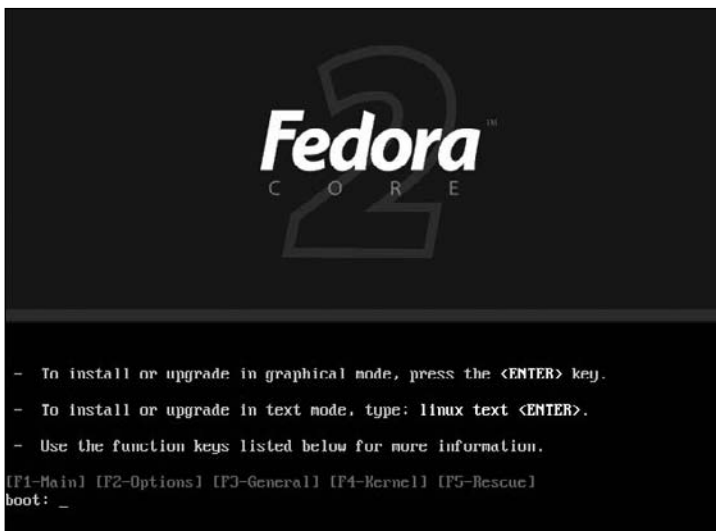 2
Fedora™
CORE
- To install or upgrade in graphical mode, press the <ENTER> key.
- To install or upgrade in text mode, type: linux text <ENTER>.
- Use the function keys listed below for more information.
[F1-Main] [F2-Options] [F3-General] [F4-Kernel] [F5-Rescue]
boot: _